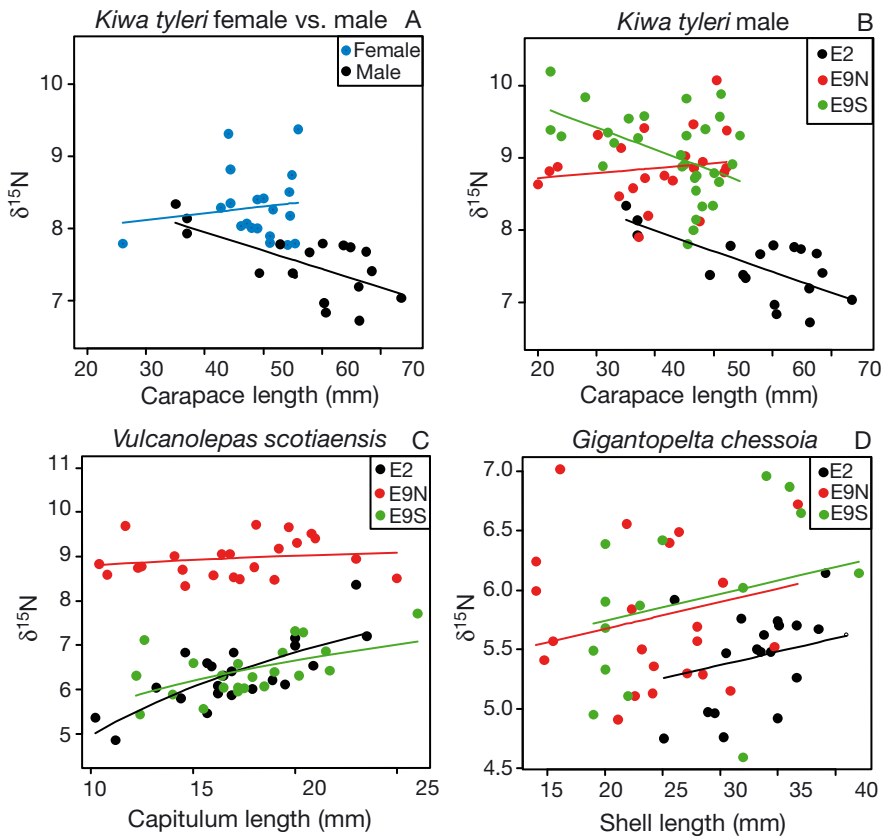 Kiwa tyleri female vs. male A
Female
Male
δ15N
10
9
8
7
20 30 40 50 60 70
Carapace length (mm)
Kiwa tyleri male B
E2
E9N
E9S
δ15N
10
9
8
7
20 30 40 50 60 70
Carapace length (mm)
Vulcanolepas scotiaensis C
E2
E9N
E9S
δ15N
11
10
9
8
7
6
5
10 15 20 25
Capitulum length (mm)
Gigantopelta chessoia D
E2
E9N
E9S
δ15N
7.0
6.5
6.0
5.5
5.0
4.5
15 20 25 30 35 40
Shell length (mm)